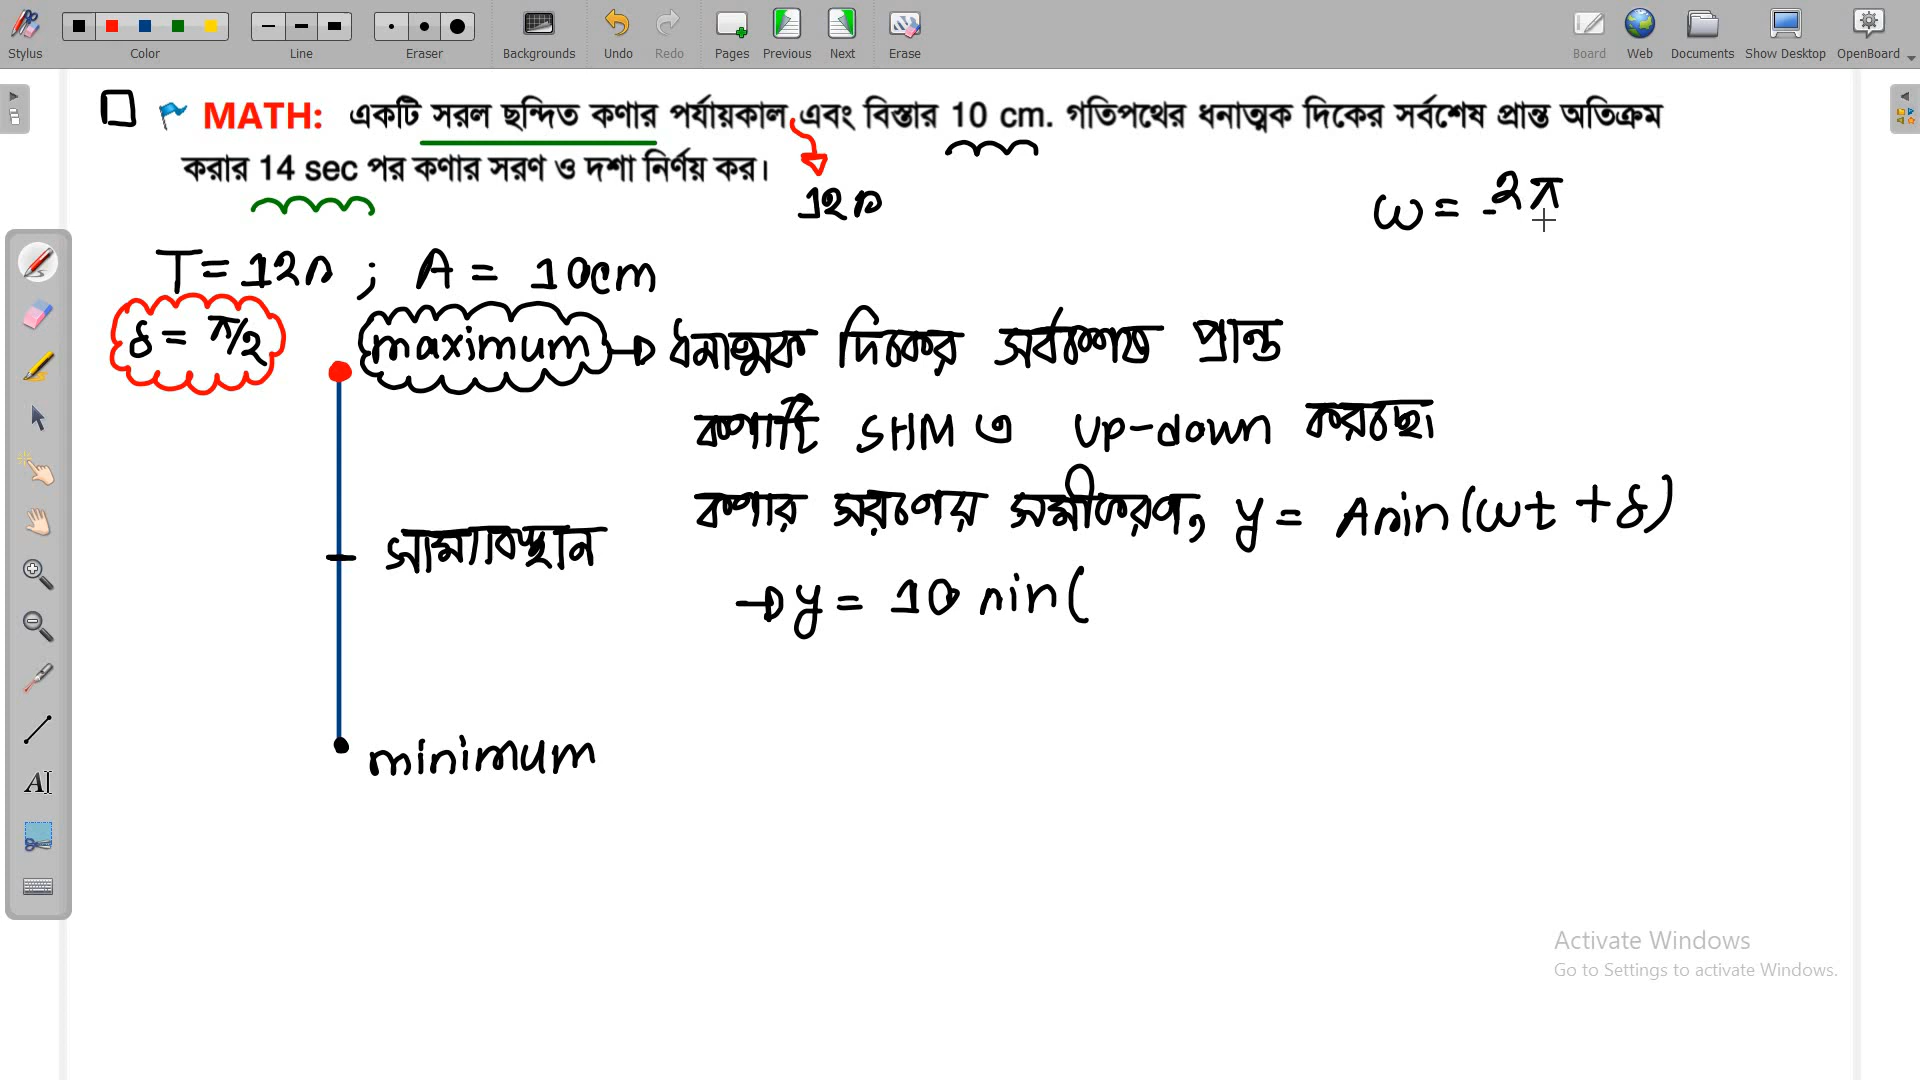 Stylus Color Line Eraser Backgrounds Undo Redo Pages Previous Next Erase Board Web Documents Show Desktop OpenBoard
MATH: একটি সরল ছন্দিত কণার পর্যায়কাল এবং বিস্তার 10 cm. গতিপথের ধনাত্মক দিকের সর্বশেষ প্রান্ত অতিক্রম
করার 14 sec পর কণার সরণ ও দশা নির্ণয় কর।
12s
ω = 2π
T = 12s ; A = 10cm
δ = π/2
maximum → ধনাত্মক দিকের সর্বশেষ প্রান্ত
কণাটি SHM এ up-down করছে।
কণার সরণের সমীকরণ, y = A sin(ωt + δ)
সাম্যাবস্থান
→ y = 10 sin(
minimum
AI
Activate Windows
Go to Settings to activate Windows.